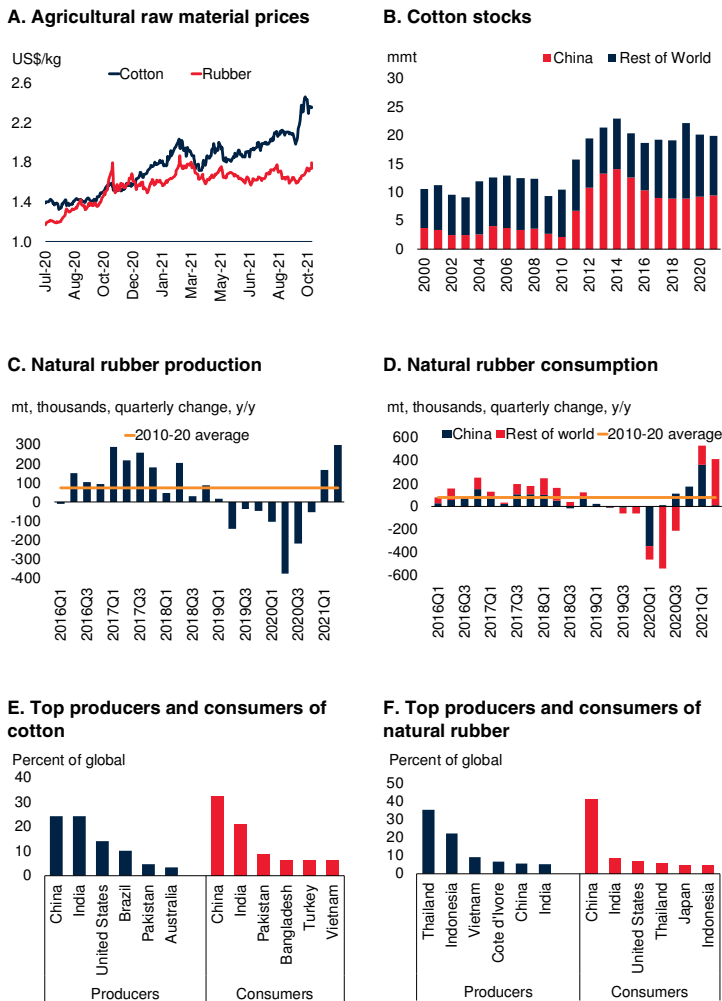 A. Agricultural raw material prices
US$/kg
Cotton Rubber
2.6
2.2
1.8
1.4
1.0
Jul-20
Aug-20
Oct-20
Dec-20
Jan-21
Mar-21
May-21
Jun-21
Aug-21
Oct-21
B. Cotton stocks
mmt
China Rest of World
30
25
20
15
10
5
0
2000
2002
2004
2006
2008
2010
2012
2014
2016
2018
2020
C. Natural rubber production
mt, thousands, quarterly change, y/y
2010-20 average
300
200
100
0
-100
-200
-300
-400
2016Q1
2016Q3
2017Q1
2017Q3
2018Q1
2018Q3
2019Q1
2019Q3
2020Q1
2020Q3
2021Q1
D. Natural rubber consumption
mt, thousands, quarterly change, y/y
China Rest of world 2010-20 average
600
400
200
0
-200
-400
-600
2016Q1
2016Q3
2017Q1
2017Q3
2018Q1
2018Q3
2019Q1
2019Q3
2020Q1
2020Q3
2021Q1
E. Top producers and consumers of
cotton
Percent of global
40
30
20
10
0
China
India
United States
Brazil
Pakistan
Australia
China
India
Pakistan
Bangladesh
Turkey
Vietnam
Producers
Consumers
F. Top producers and consumers of
natural rubber
Percent of global
50
40
30
20
10
0
Thailand
Indonesia
Vietnam
Cote d'Ivore
China
India
China
India
United States
Thailand
Japan
Indonesia
Producers
Consumers